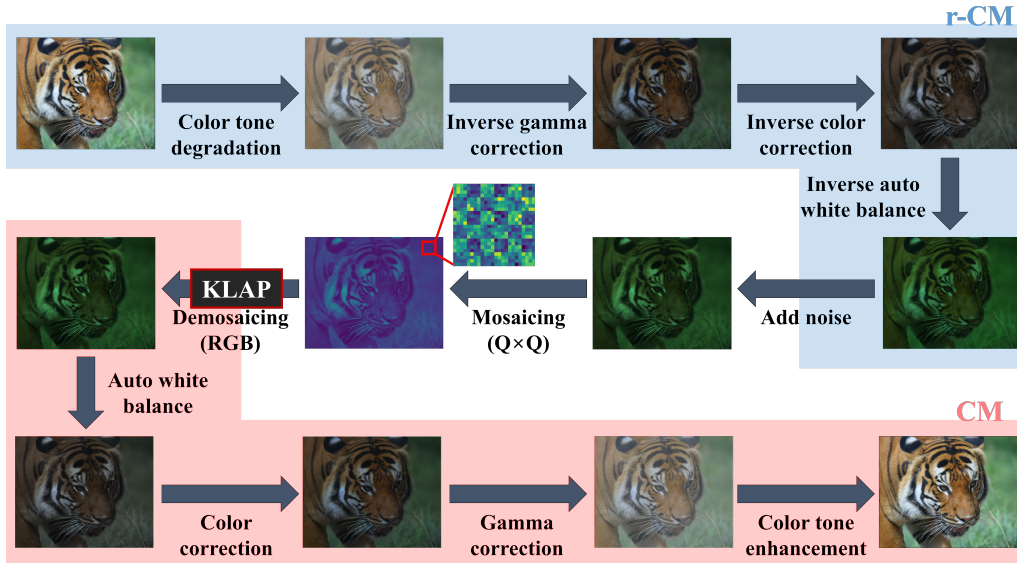 r-CM
Color tone
degradation
Inverse gamma
correction
Inverse color
correction
Inverse auto
white balance
Add noise
Mosaicing
(Q×Q)
KLAP
Demosaicing
(RGB)
Auto white
balance
CM
Color
correction
Gamma
correction
Color tone
enhancement